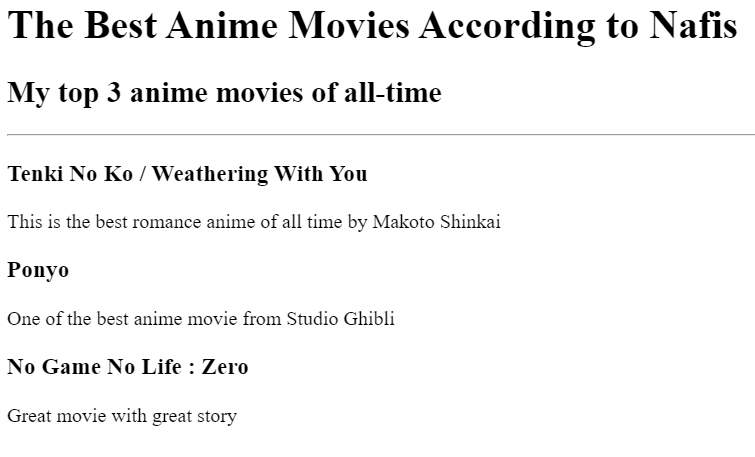 The Best Anime Movies According to Nafis
My top 3 anime movies of all-time
Tenki No Ko / Weathering With You
This is the best romance anime of all time by Makoto Shinkai
Ponyo
One of the best anime movie from Studio Ghibli
No Game No Life : Zero
Great movie with great story